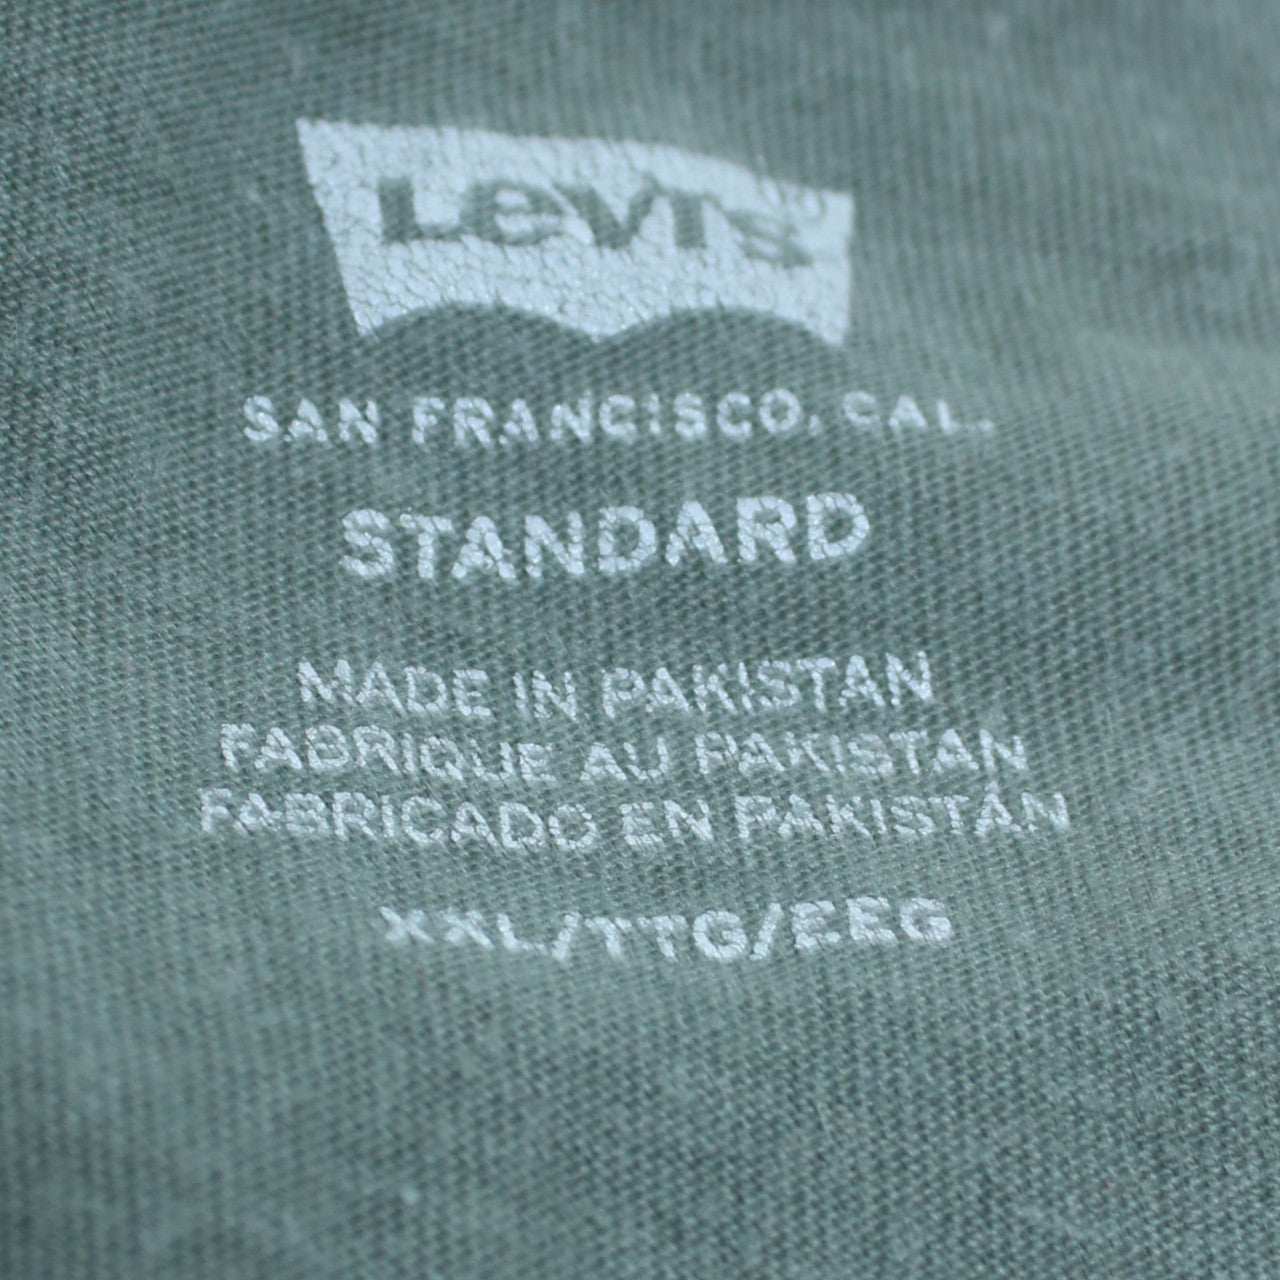 Levi's
SAN FRANCISCO, CAL.
STANDARD
MADE IN PAKISTAN
FABRIQUE AU PAKISTAN
FABRICADO EN PAKISTÁN
XXL/TTG/EEG